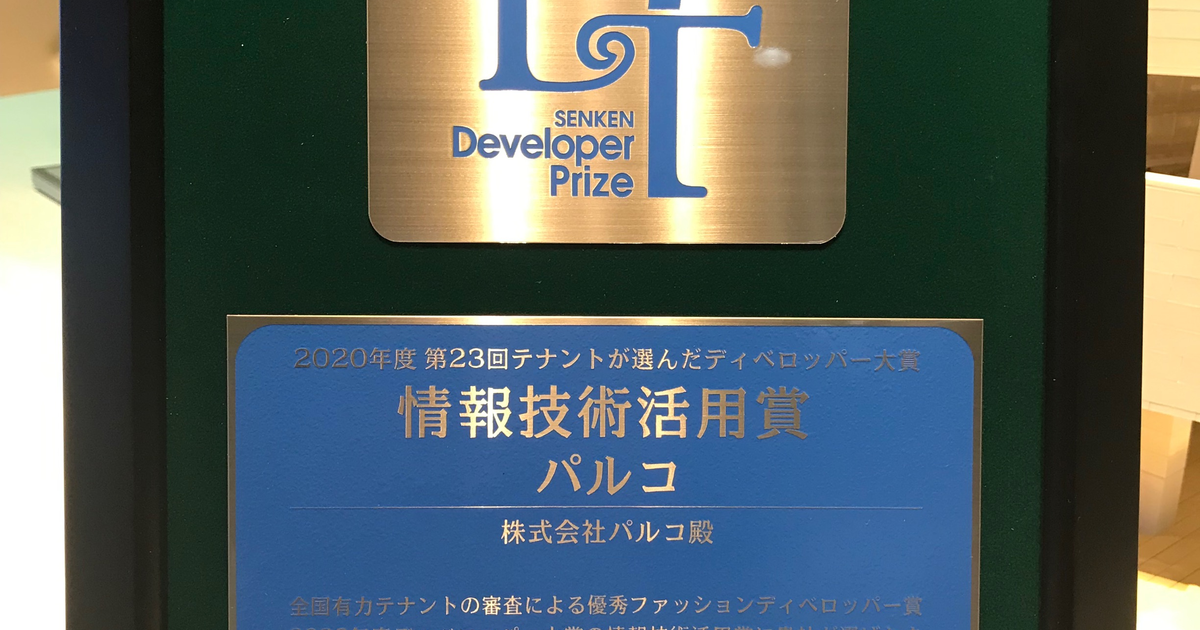 SENKEN
Developer
Prize
2020年度 第23回テナントが選んだディベロッパー大賞
情報技術活用賞
パルコ
株式会社パルコ殿
全国有力テナントの審査による優秀ファッションディベロッパー賞